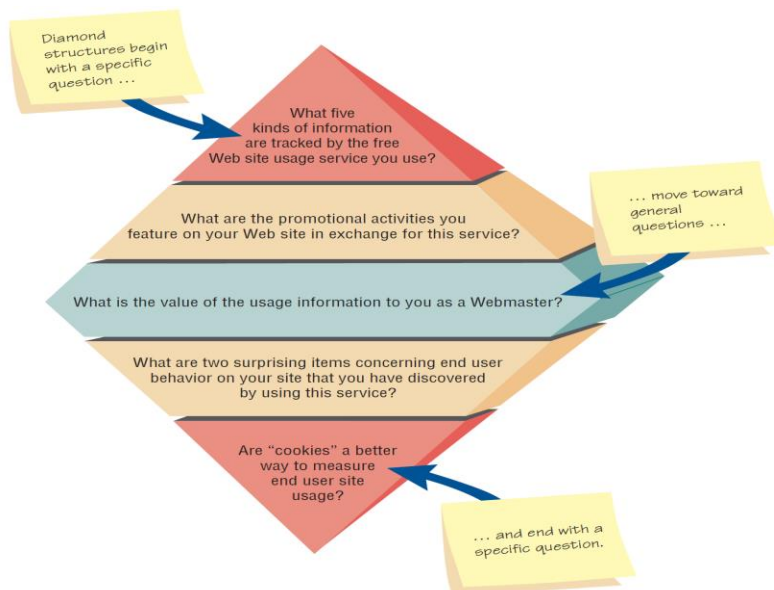 Diamond
structures begin
with a specific
question ...
What five
kinds of information
are tracked by the free
Web site usage service you use?
What are the promotional activities you
feature on your Web site in exchange for this service?
... move toward
general
questions ...
What is the value of the usage information to you as a Webmaster?
What are two surprising items concerning end user
behavior on your site that you have discovered
by using this service?
Are “cookies” a better
way to measure
end user site
usage?
... and end with a
specific question.